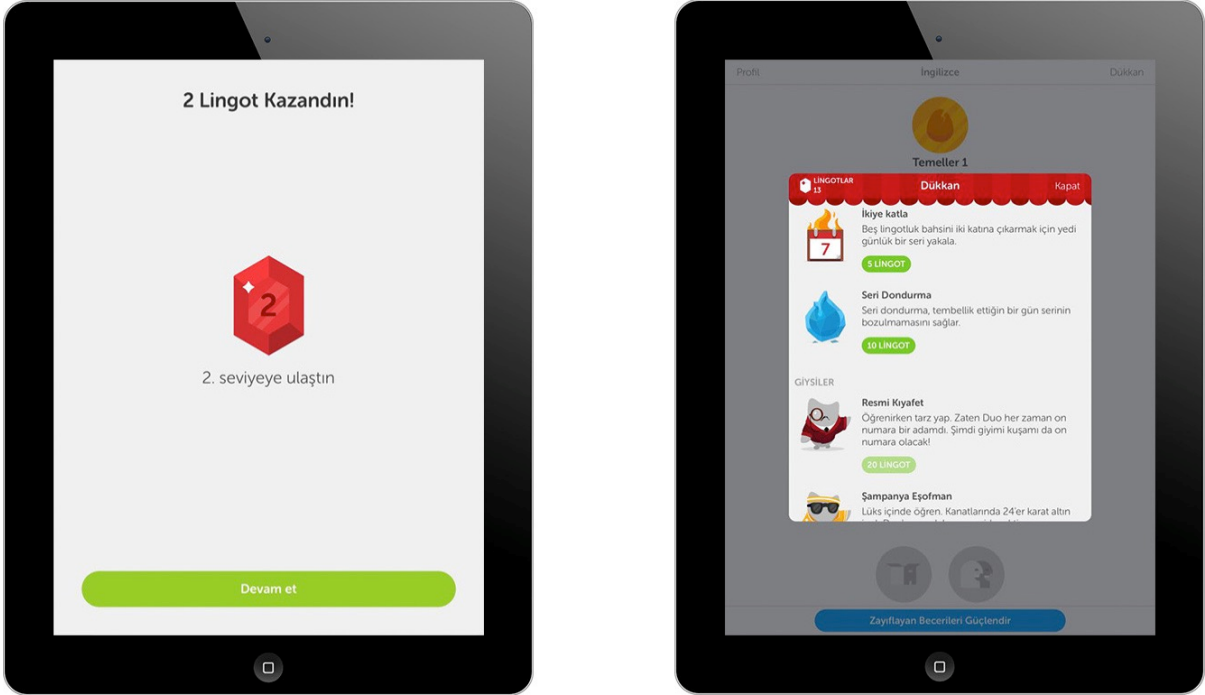 2 Lingot Kazandın!
2
2. seviyeye ulaştın
Devam et
Profil
İngilizce
Dükkan
Temeller 1
LİNGOTLAR
13
Dükkan
Kapat
7
İkiye katla
Beş lingotluk bahsini iki katına çıkarmak için yedi
günlük bir seri yakala.
5 LİNGOT
Seri Dondurma
Seri dondurma, tembellik ettiğin bir gün serinin
bozulmamasını sağlar.
10 LİNGOT
GİYSİLER
Resmi Kıyafet
Öğrenirken tarz yap. Zaten Duo her zaman on
numara bir adamdı. Şimdi giyimi kuşamı da on
numara olacak!
20 LİNGOT
Şampanya Eşofman
Lüks içinde öğren. Kanatlarında 24'er karat altın
Zayıflayan Becerileri Güçlendir